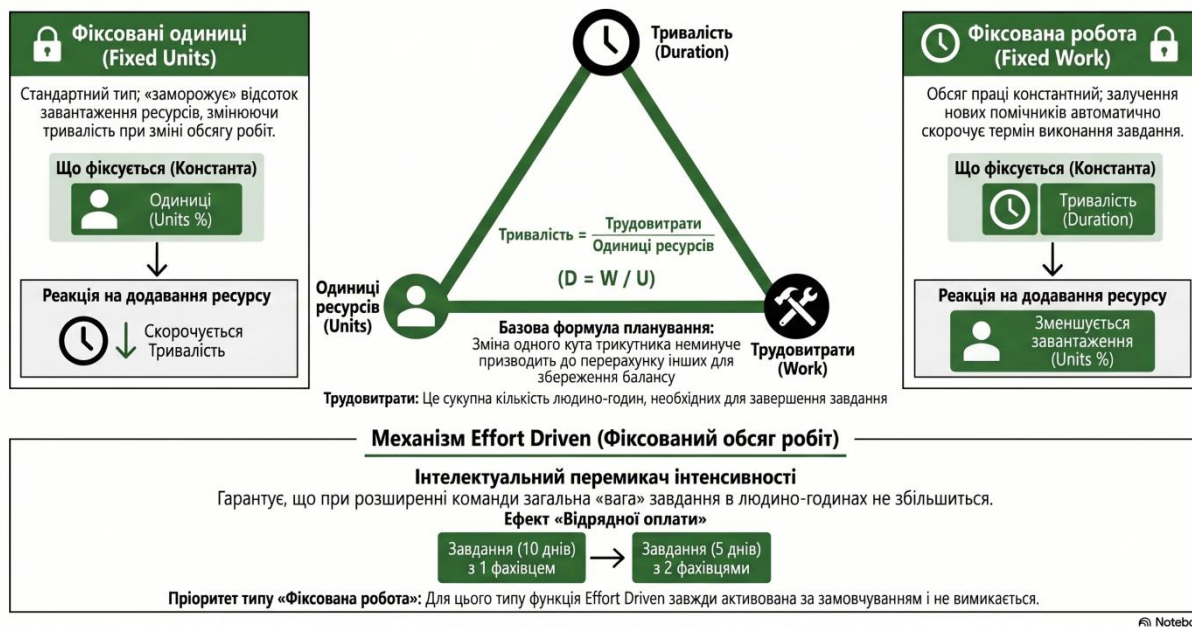 Фіксовані одиниці
(Fixed Units)
Стандартний тип; «заморожує» відсоток
завантаження ресурсів, змінюючи
тривалість при зміні обсягу робіт.
Що фіксується (Константа)
Одиниці
(Units %)
Реакція на додавання ресурсу
Скорочується
Тривалість
Тривалість
(Duration)
Тривалість = Трудовитрати
Одиниці ресурсів
(D = W / U)
Одиниці
ресурсів
(Units)
Трудовитрати
(Work)
Базова формула планування:
Зміна одного кута трикутника неминуче
призводить до перерахунку інших для
збереження балансу
Трудовитрати: Це сукупна кількість людино-годин, необхідних для завершення завдання
Фіксована робота
(Fixed Work)
Обсяг праці константний; залучення
нових помічників автоматично
скорочує термін виконання завдання.
Що фіксується (Константа)
Тривалість
(Duration)
Реакція на додавання ресурсу
Зменшується
завантаження
(Units %)
Механізм Effort Driven (Фіксований обсяг робіт)
Інтелектуальний перемикач інтенсивності
Гарантує, що при розширенні команди загальна «вага» завдання в людино-годинах не збільшиться.
Ефект «Відрядної оплати»
Завдання (10 днів)
з 1 фахівцем
Завдання (5 днів)
з 2 фахівцями
Пріоритет типу «Фіксована робота»: Для цього типу функція Effort Driven завжди активована за замовчуванням і не вимикається.
Notebo